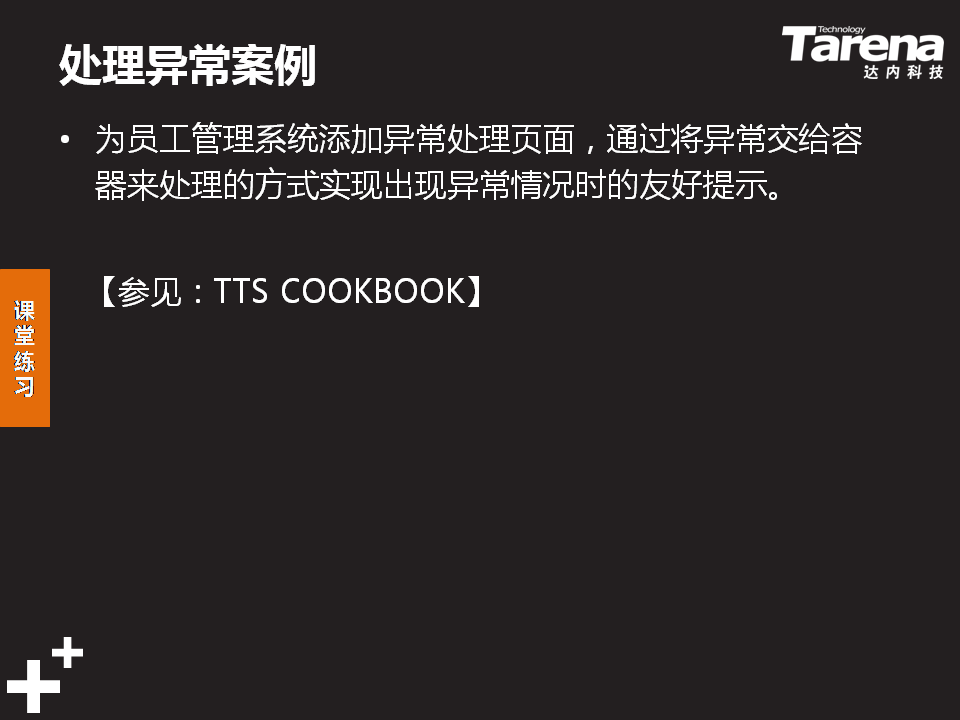 处理异常案例
Technology
Tarena
达内科技
• 为员工管理系统添加异常处理页面，通过将异常交给容
器来处理的方式实现出现异常情况时的友好提示。
【参见：TTS COOKBOOK】
课
堂
练
习